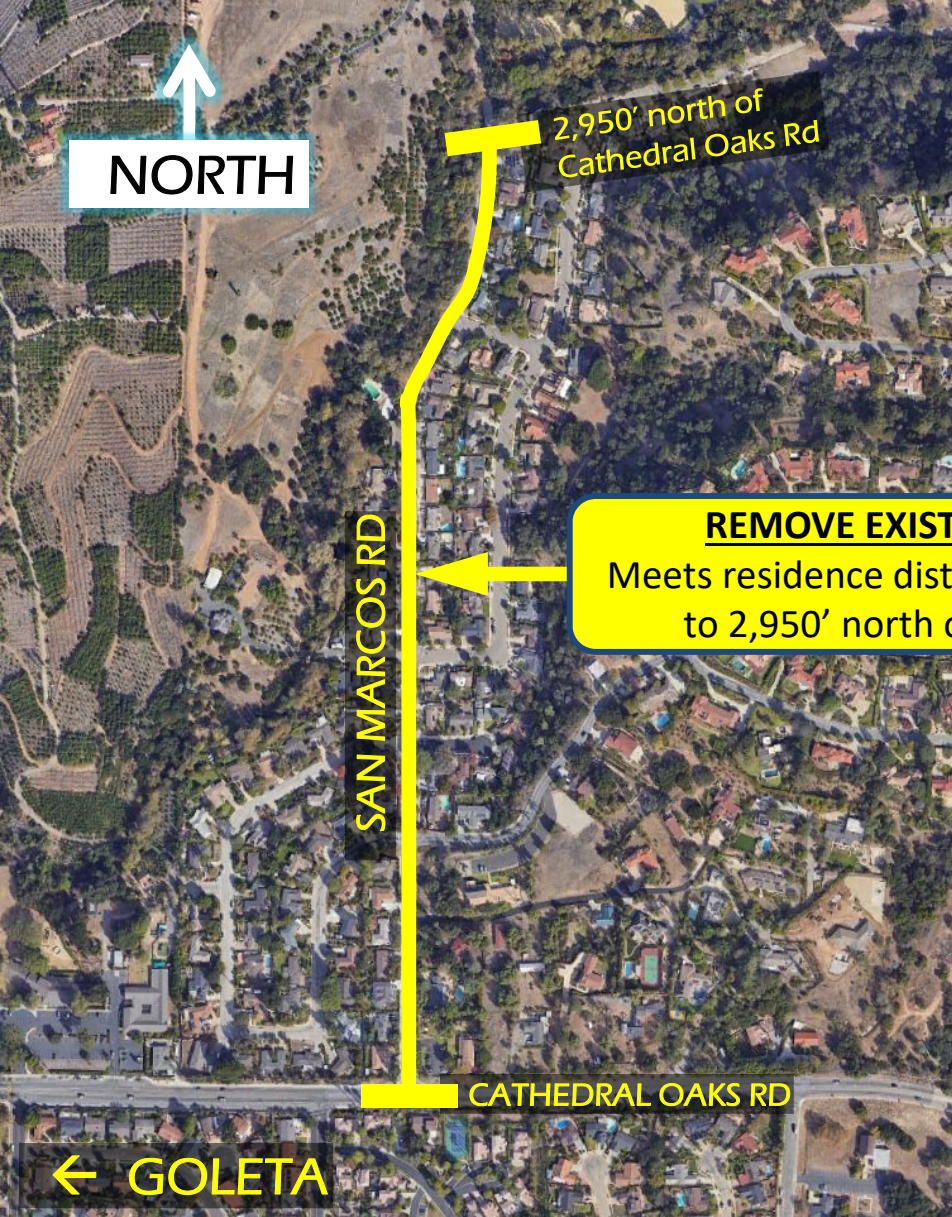 2,950’ north of
Cathedral Oaks Rd
NORTH
REMOVE EXIST
Meets residence dist
to 2,950’ north
SAN MARCOS RD
CATHEDRAL OAKS RD
← GOLETA